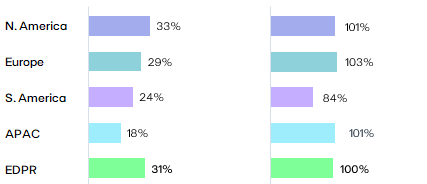 N. America 33% 101%
Europe 29% 103%
S. America 24% 84%
APAC 18% 101%
EDPR 31% 100%